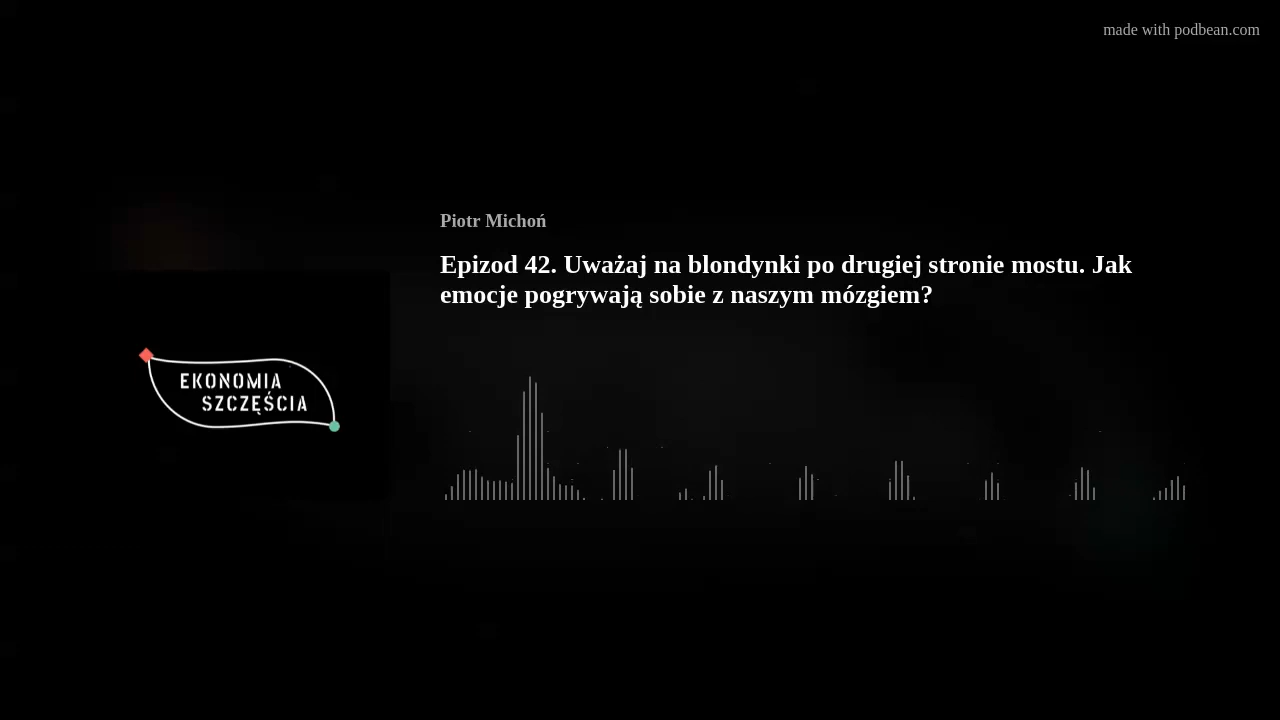 made with podbean.com
Piotr Michoń
Epizod 42. Uważaj na blondynki po drugiej stronie mostu. Jak
emocje pogrywają sobie z naszym mózgiem?
EKONOMIA
SZCZĘŚCIA